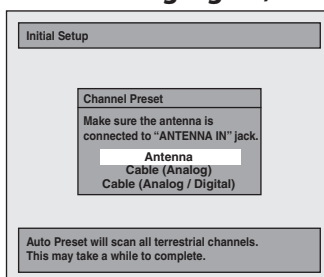 Initial Setup
Channel Preset
Make sure the antenna is
connected to “ANTENNA IN” jack.
Antenna
Cable (Analog)
Cable (Analog / Digital)
Auto Preset will scan all terrestrial channels.
This may take a while to complete.